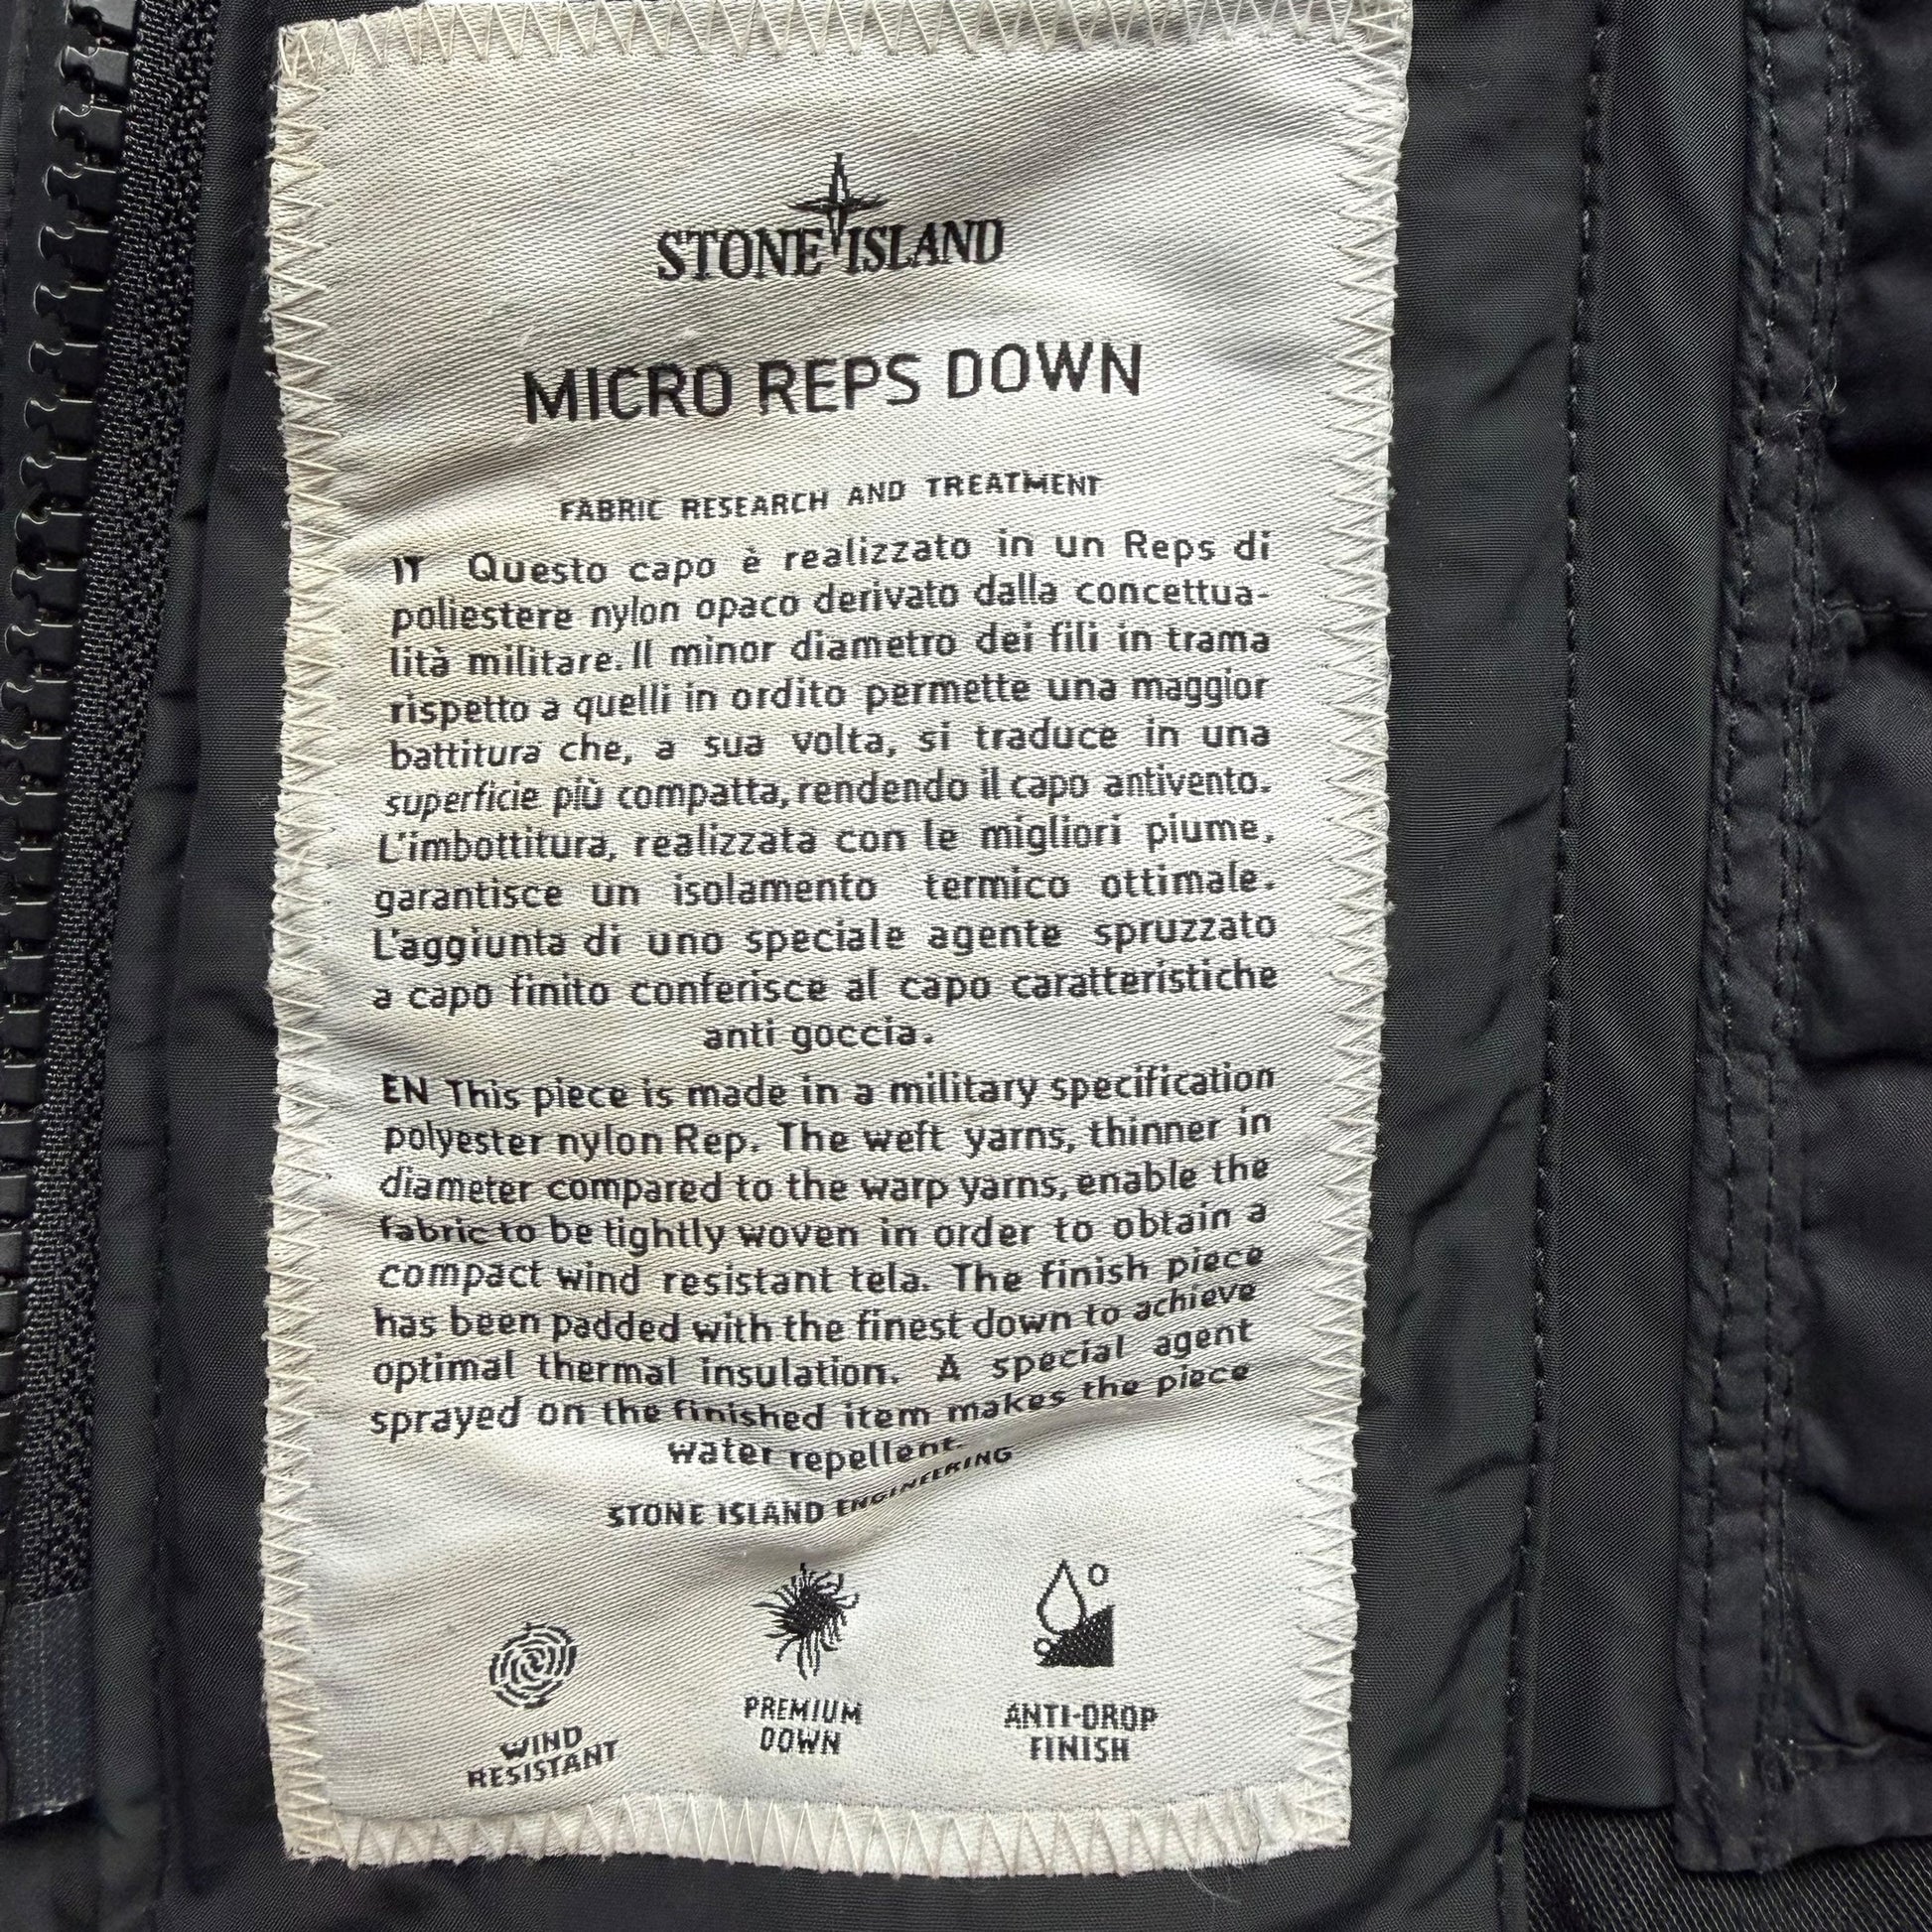 STONE ISLAND
MICRO REPS DOWN
FABRIC RESEARCH AND TREATMENT
IT Questo capo è realizzato in un Reps di
poliestere nylon opaco derivato dalla concettua-
lità militare. Il minor diametro dei fili in trama
rispetto a quelli in ordito permette una maggior
battitura che, a sua volta, si traduce in una
superficie più compatta, rendendo il capo antivento.
L'imbottitura, realizzata con le migliori piume,
garantisce un isolamento termico ottimale.
L'aggiunta di uno speciale agente spruzzato
a capo finito conferisce al capo caratteristiche
anti goccia.
EN This piece is made in a military specification
polyester nylon Rep. The weft yarns, thinner in
diameter compared to the warp yarns, enable the
fabric to be tightly woven in order to obtain a
compact wind resistant tela. The finish piece
has been padded with the finest down to achieve
optimal thermal insulation. A special agent
sprayed on the finished item makes the piece
water repellent.
STONE ISLAND ENGINEERING
WIND
RESISTANT
PREMIUM
DOWN
ANTI-DROP
FINISH